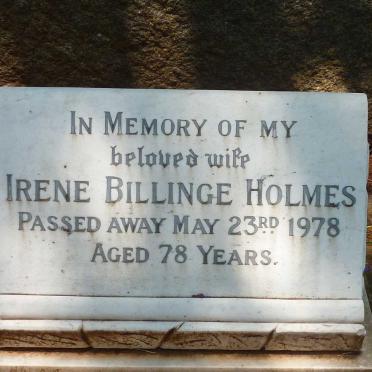 IN MEMORY OF MY
beloved wife
IRENE BILLINGE HOLMES
PASSED AWAY MAY 23RD 1978
AGED 78 YEARS.